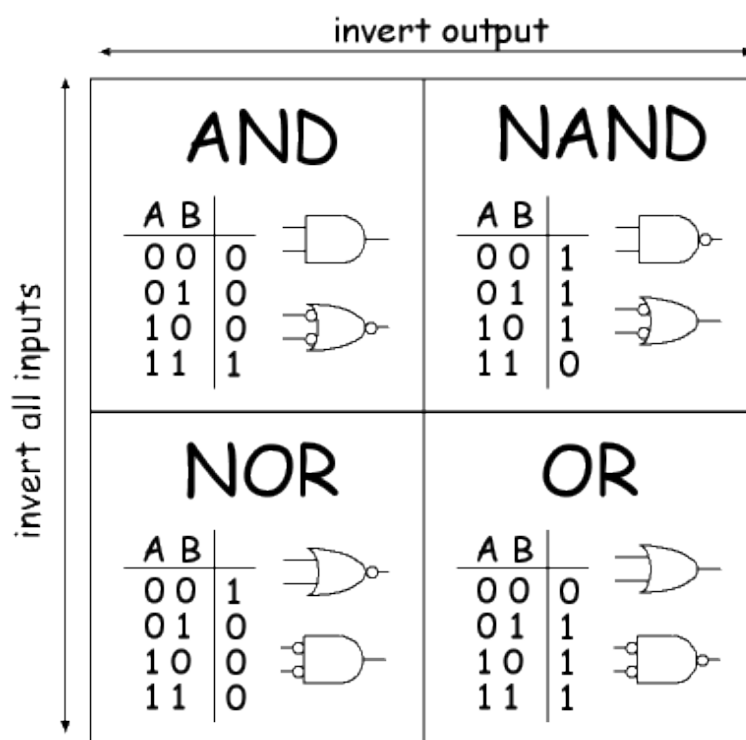 invert output
invert all inputs
AND
A B
0 0 0
0 1 0
1 0 0
1 1 1
NAND
A B
0 0 1
0 1 1
1 0 1
1 1 0
NOR
A B
0 0 1
0 1 0
1 0 0
1 1 0
OR
A B
0 0 0
0 1 1
1 0 1
1 1 1